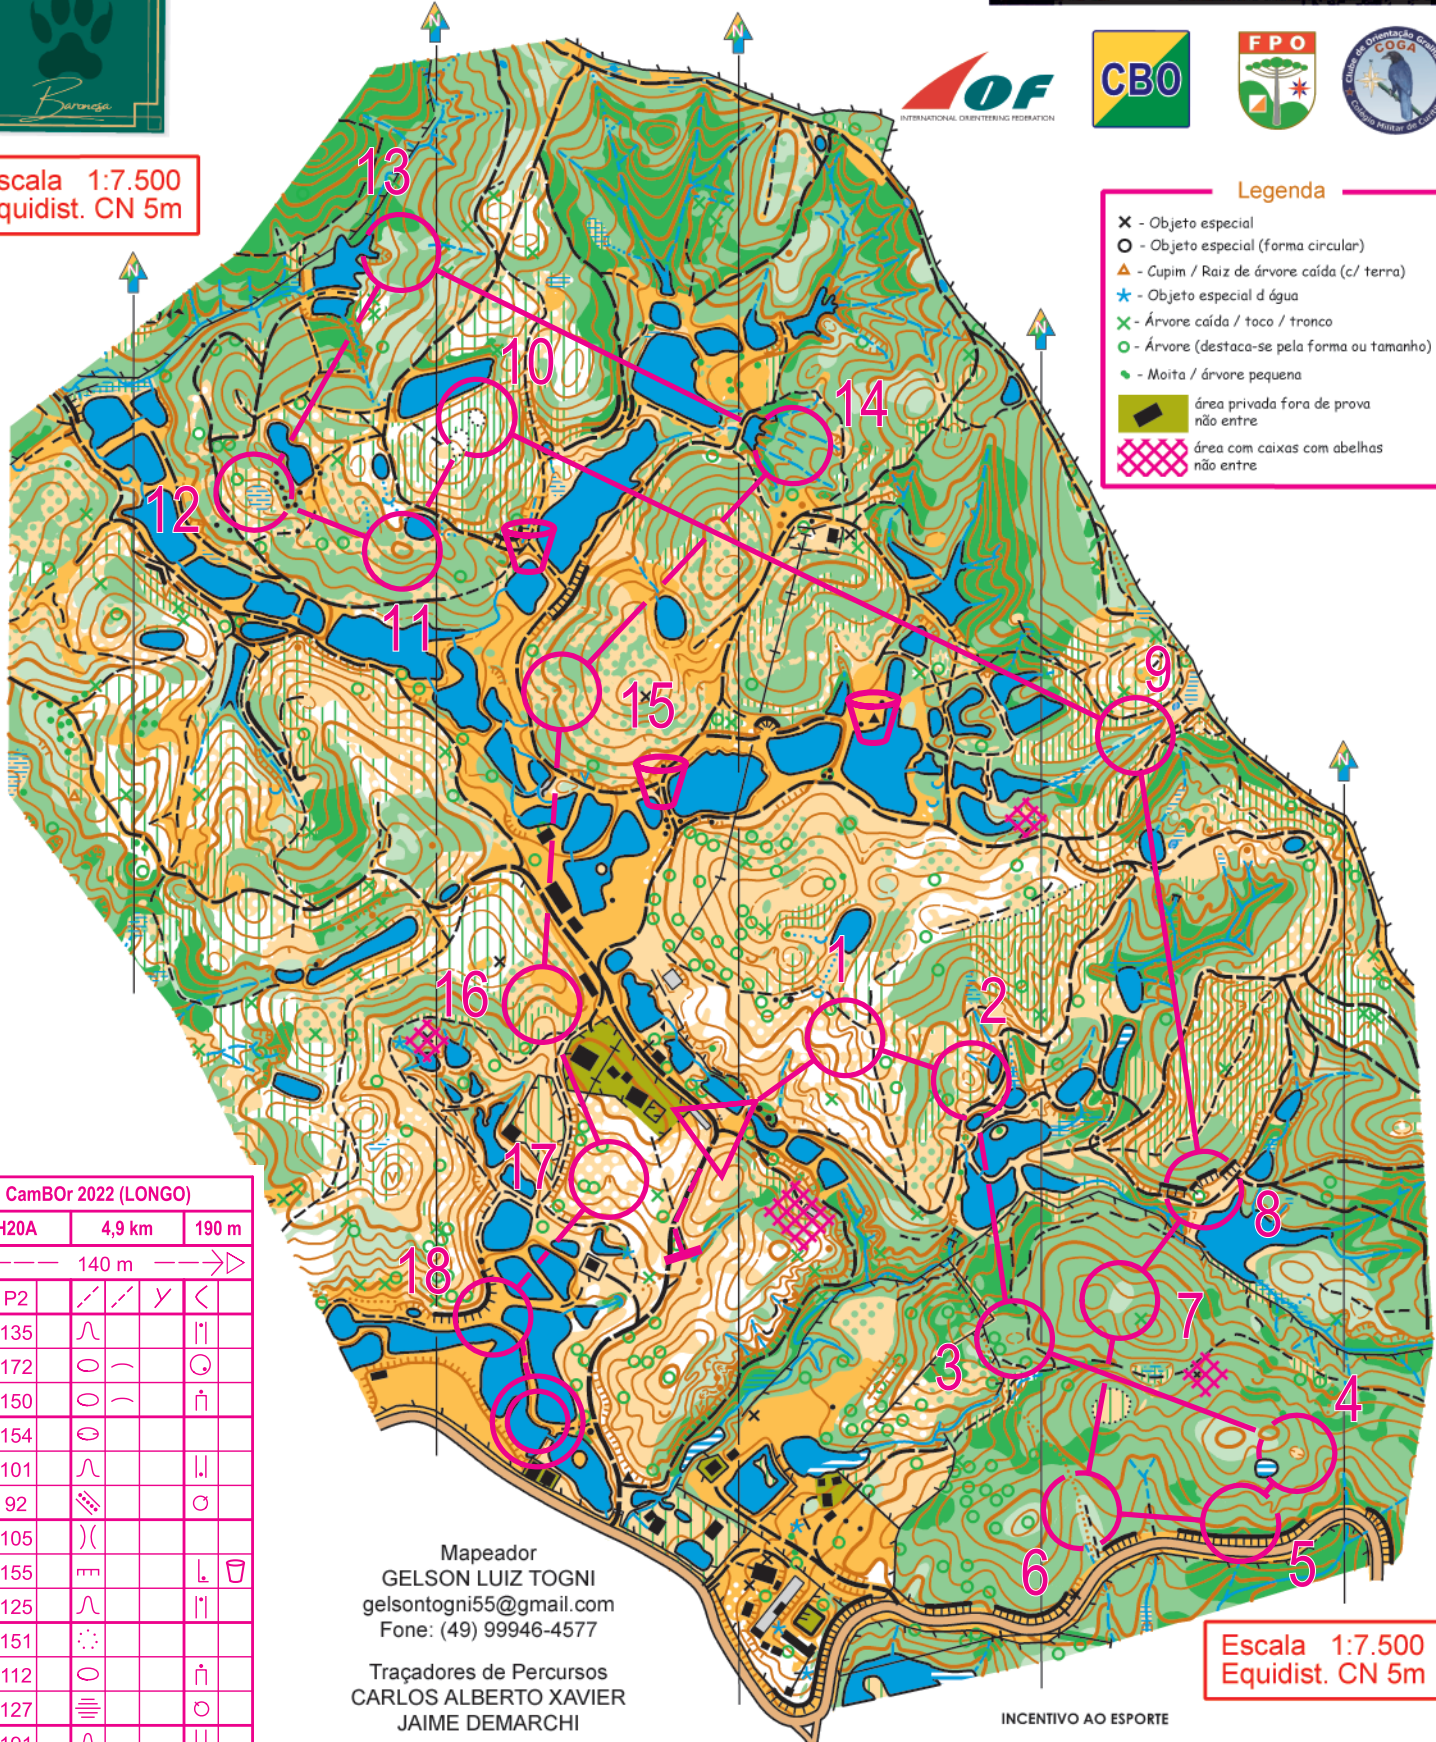 Baronesa
scala 1:7.500
quidist. CN 5m
IOF
INTERNATIONAL ORIENTEERING FEDERATION
CBO
FPO
COGA
Legenda
- Objeto especial
- Objeto especial (forma circular)
- Cupim / Raiz de árvore caída (c/ terra)
- Objeto especial d água
- Árvore caída / toco / tronco
- Árvore (destaca-se pela forma ou tamanho)
- Moita / árvore pequena
área privada fora de prova
não entre
área com caixas com abelhas
não entre
N
N
N
N
N
13
10
14
12
11
9
15
1
16
2
17
8
18
7
3
4
6
5
CamBOr 2022 (LONGO)
H20A 4,9 km 190 m
140 m
P2
135
172
150
154
101
92
105
155
125
151
112
127
191
Mapeador
GELSON LUIZ TOGNI
gelsontogni55@gmail.com
Fone: (49) 99946-4577
Traçadores de Percursos
CARLOS ALBERTO XAVIER
JAIME DEMARCHI
Escala 1:7.500
Equidist. CN 5m
INCENTIVO AO ESPORTE